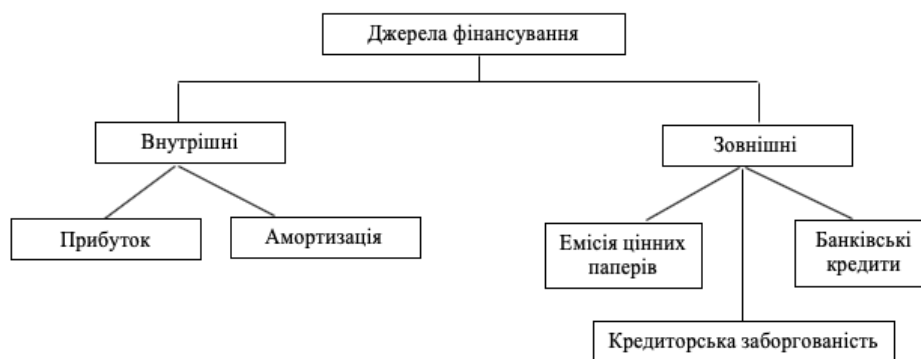 Джерела фінансування
Внутрішні
Зовнішні
Прибуток
Амортизація
Емісія цінних
паперів
Банківські
кредити
Кредиторська заборгованість